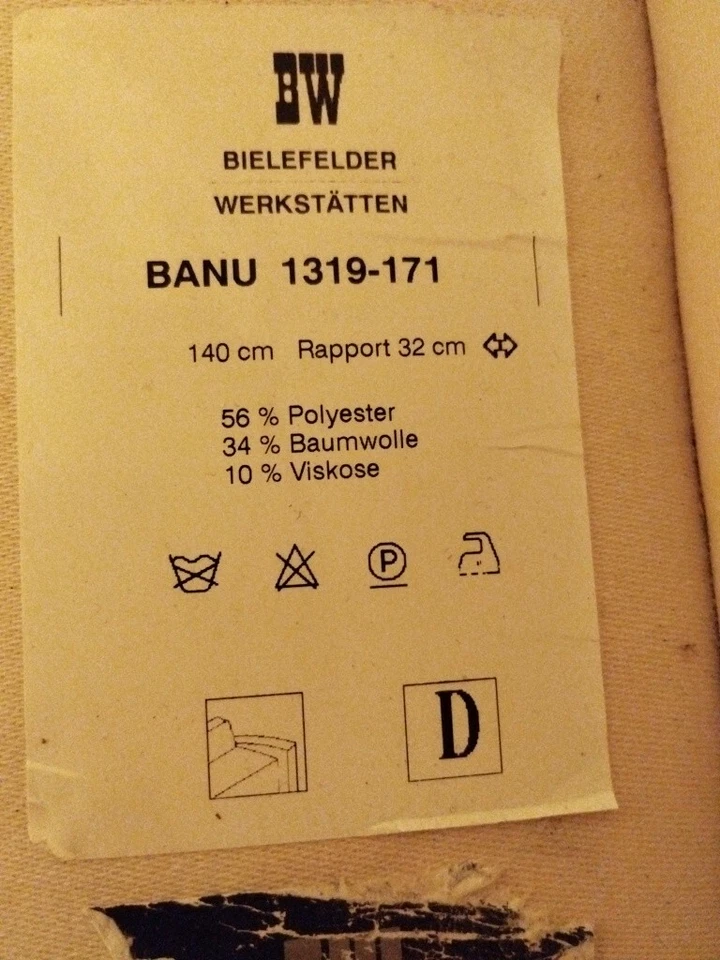 BW
BIELEFELDER
WERKSTÄTTEN
BANU 1319-171
140 cm Rapport 32 cm
56 % Polyester
34 % Baumwolle
10 % Viskose
P
D